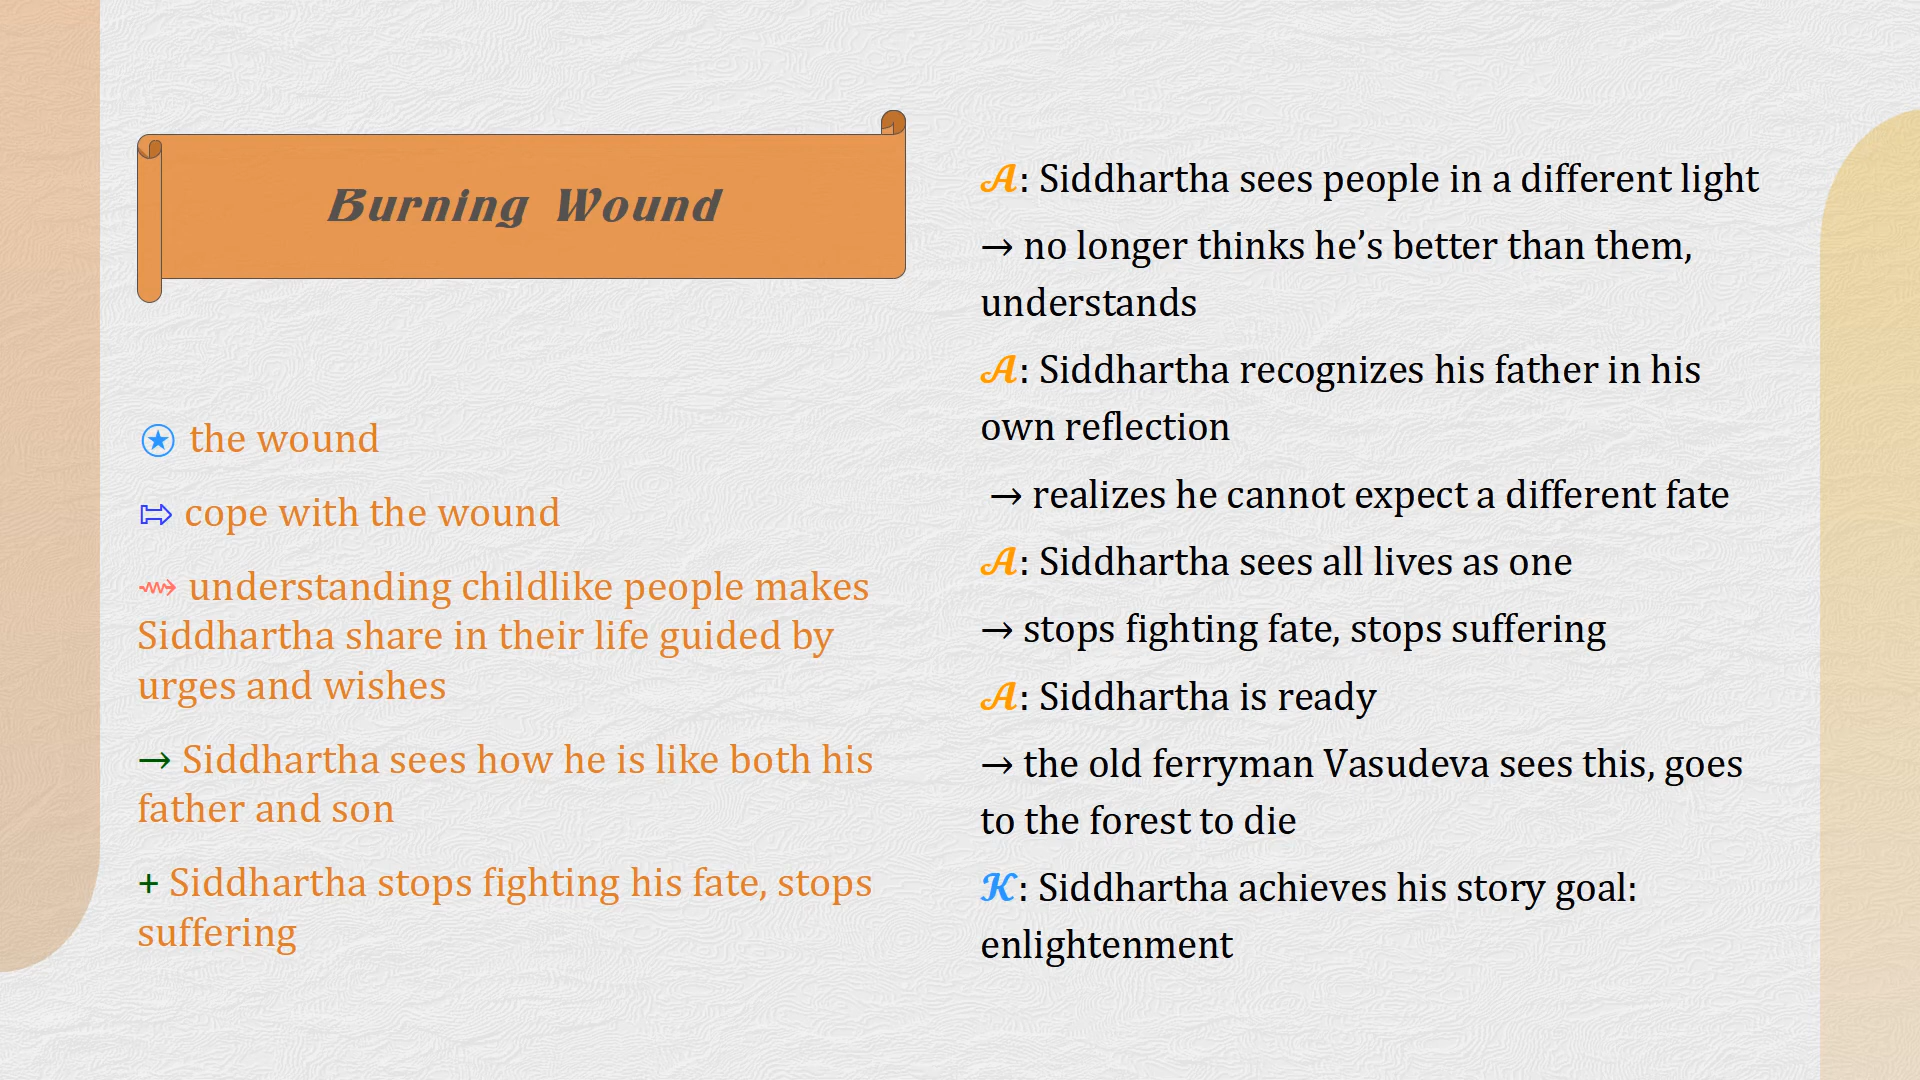 Burning Wound
⍟ the wound
⇰ cope with the wound
⇝ understanding childlike people makes
Siddhartha share in their life guided by
urges and wishes
→ Siddhartha sees how he is like both his
father and son
+ Siddhartha stops fighting his fate, stops
suffering
𝓐: Siddhartha sees people in a different light
→ no longer thinks he’s better than them,
understands
𝓐: Siddhartha recognizes his father in his
own reflection
→ realizes he cannot expect a different fate
𝓐: Siddhartha sees all lives as one
→ stops fighting fate, stops suffering
𝓐: Siddhartha is ready
→ the old ferryman Vasudeva sees this, goes
to the forest to die
𝓚: Siddhartha achieves his story goal:
enlightenment